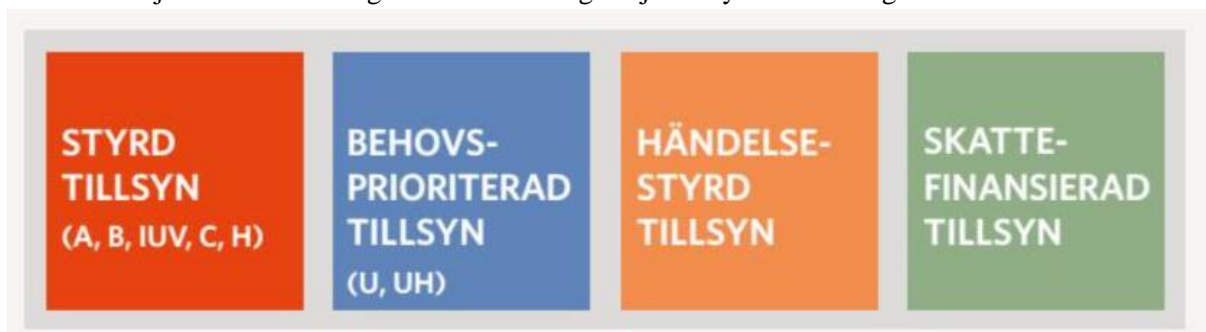 STYRD
TILLSYN
(A, B, IUV, C, H)
BEHOVS-
PRIORITERAD
TILLSYN
(U, UH)
HÄNDELSE-
STYRD
TILLSYN
SKATTE-
FINANSIERAD
TILLSYN